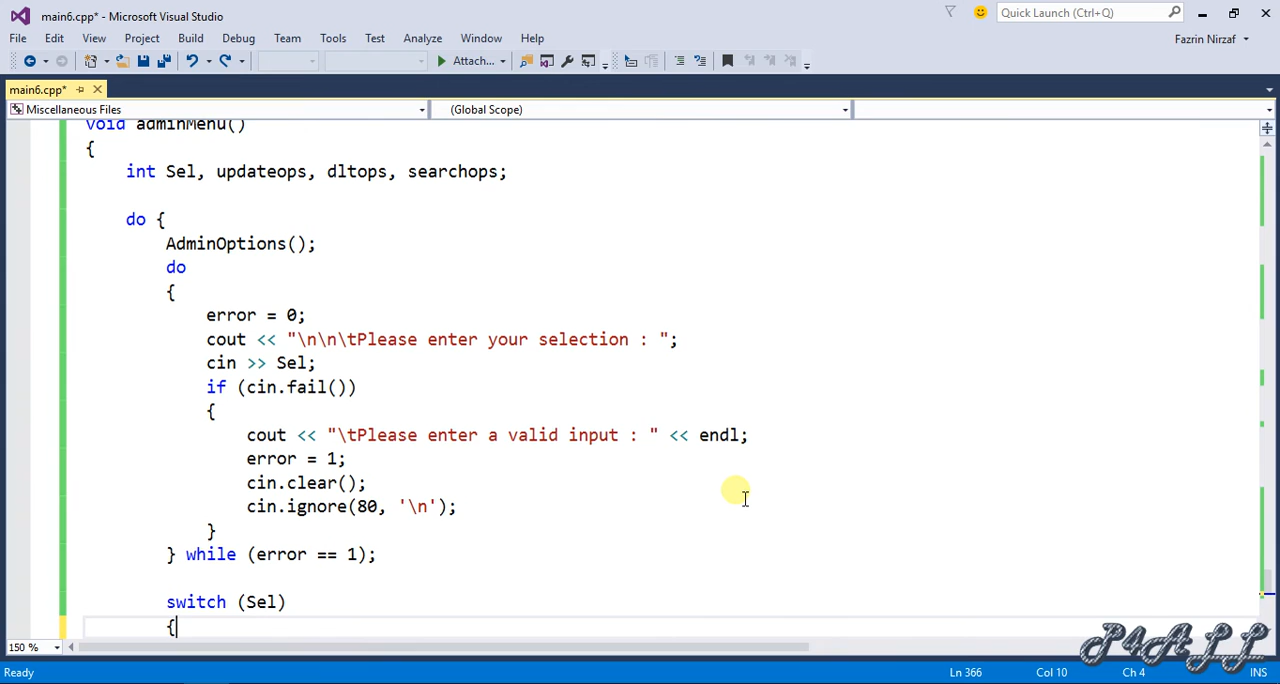 main6.cpp* - Microsoft Visual Studio
Quick Launch (Ctrl+Q)
File Edit View Project Build Debug Team Tools Test Analyze Window Help
Fazrin Nirzaf
Attach...
main6.cpp*
Miscellaneous Files
(Global Scope)
void adminMenu()
{
int Sel, updateops, dltops, searchops;
do {
AdminOptions();
do
{
error = 0;
cout << "\n\n\tPlease enter your selection : ";
cin >> Sel;
if (cin.fail())
{
cout << "\tPlease enter a valid input : " << endl;
error = 1;
cin.clear();
cin.ignore(80, '\n');
}
} while (error == 1);
switch (Sel)
{
150 %
P4ALL
Ready
Ln 366
Col 10
Ch 4
INS